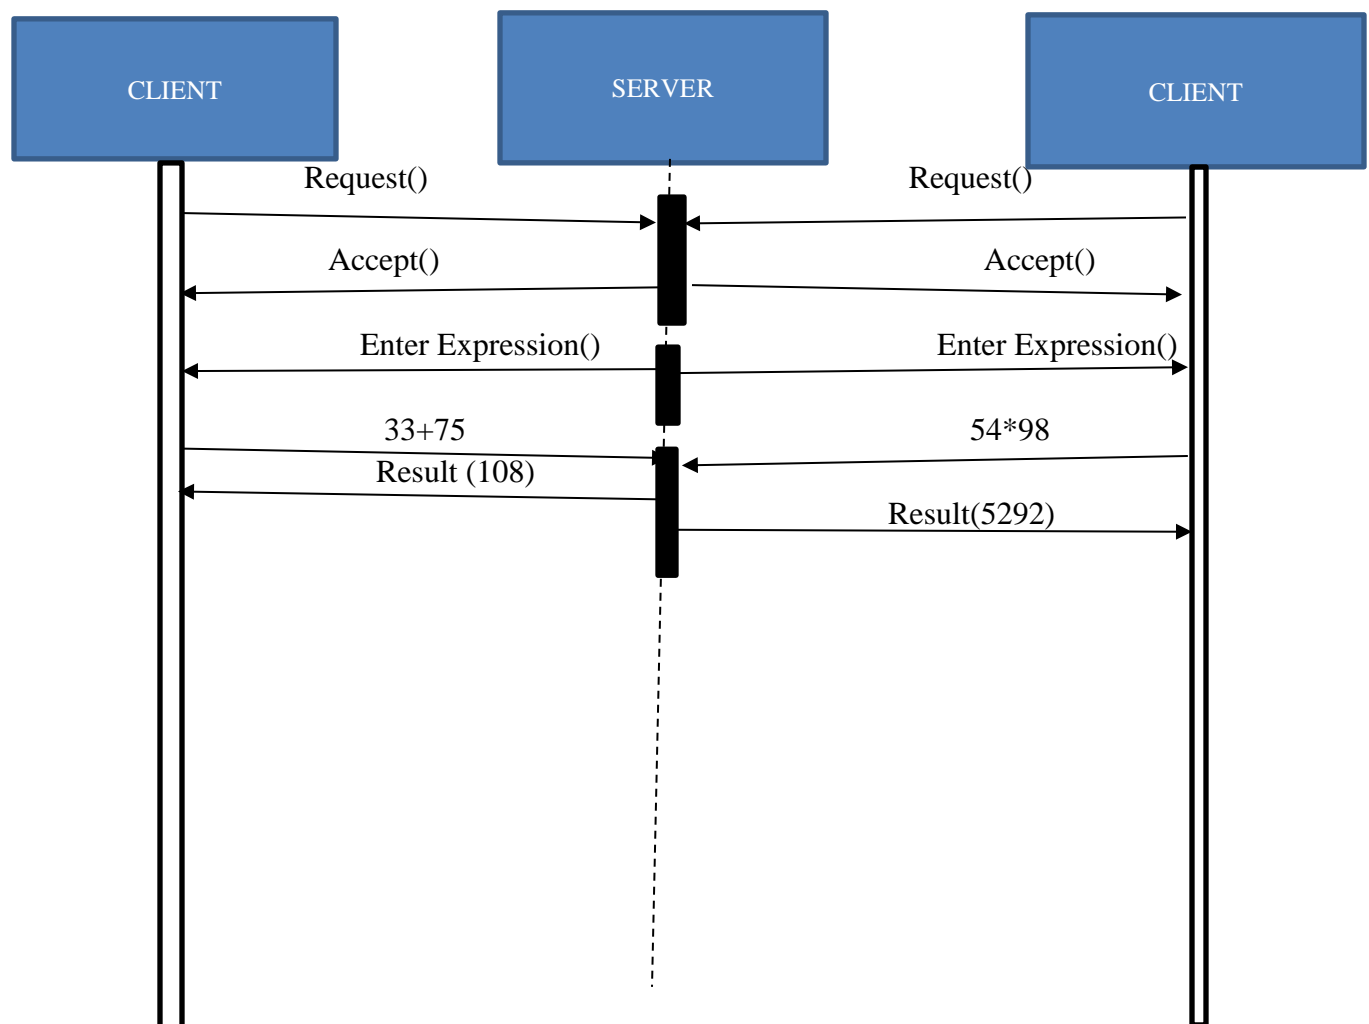 CLIENT
SERVER
CLIENT
Request()
Request()
Accept()
Accept()
Enter Expression()
Enter Expression()
33+75
54*98
Result (108)
Result(5292)